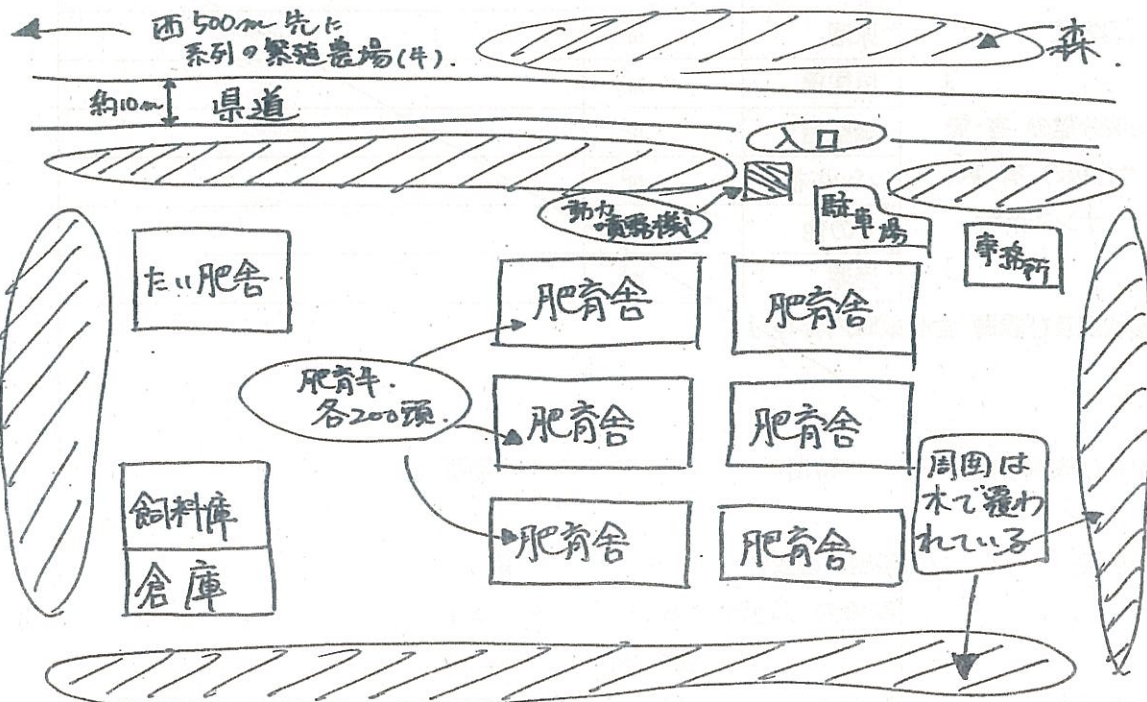 西500m先に
系列の繁殖農場(牛).
森.
約10m
県道
入口
動力
噴霧機
駐車場
事務所
たい肥舎
肥育舎
肥育舎
肥育牛.
各200頭.
肥育舎
肥育舎
周囲は
水で覆わ
れている
飼料庫
倉庫
肥育舎
肥育舎